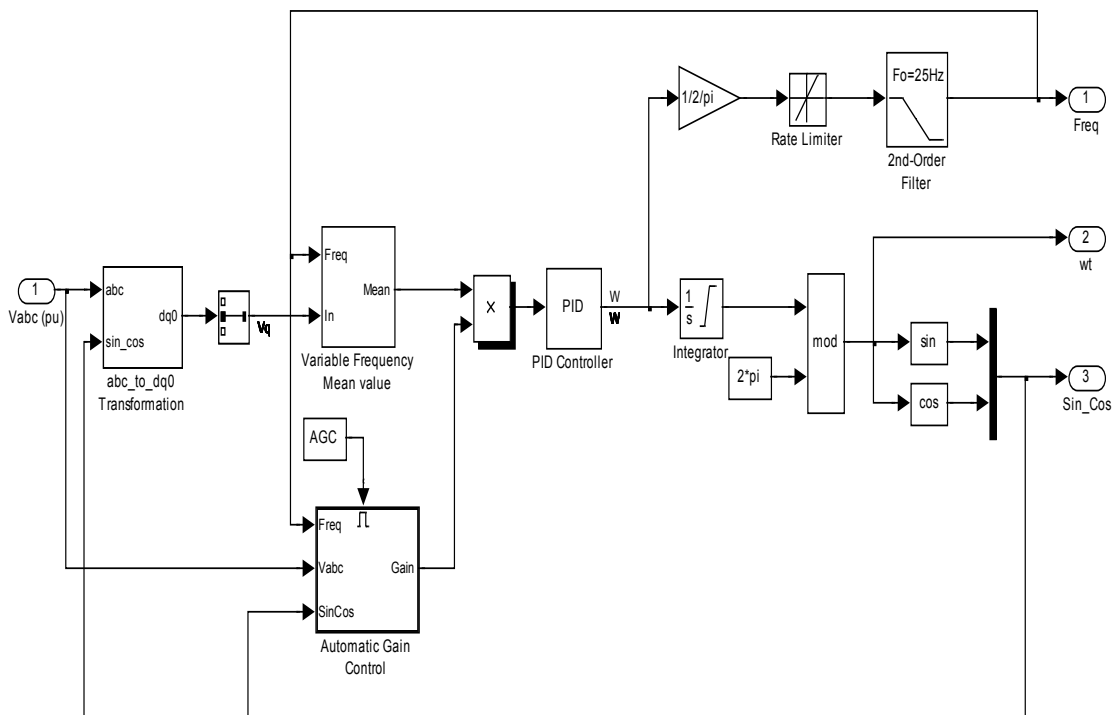 Fo=25Hz
1/2/pi
1
Rate Limiter
Freq
2nd-Order
Filter
2
wt
Freq
1
abc
Mean
W
1
s
dq0
X
PID
W
Vabc (pu)
Vq
In
mod
sin
sin_cos
Integrator
Variable Frequency
Mean value
PID Controller
abc_to_dq0
Transformation
2*pi
3
Sin_Cos
cos
AGC
Freq
Vabc
Gain
SinCos
Automatic Gain
Control